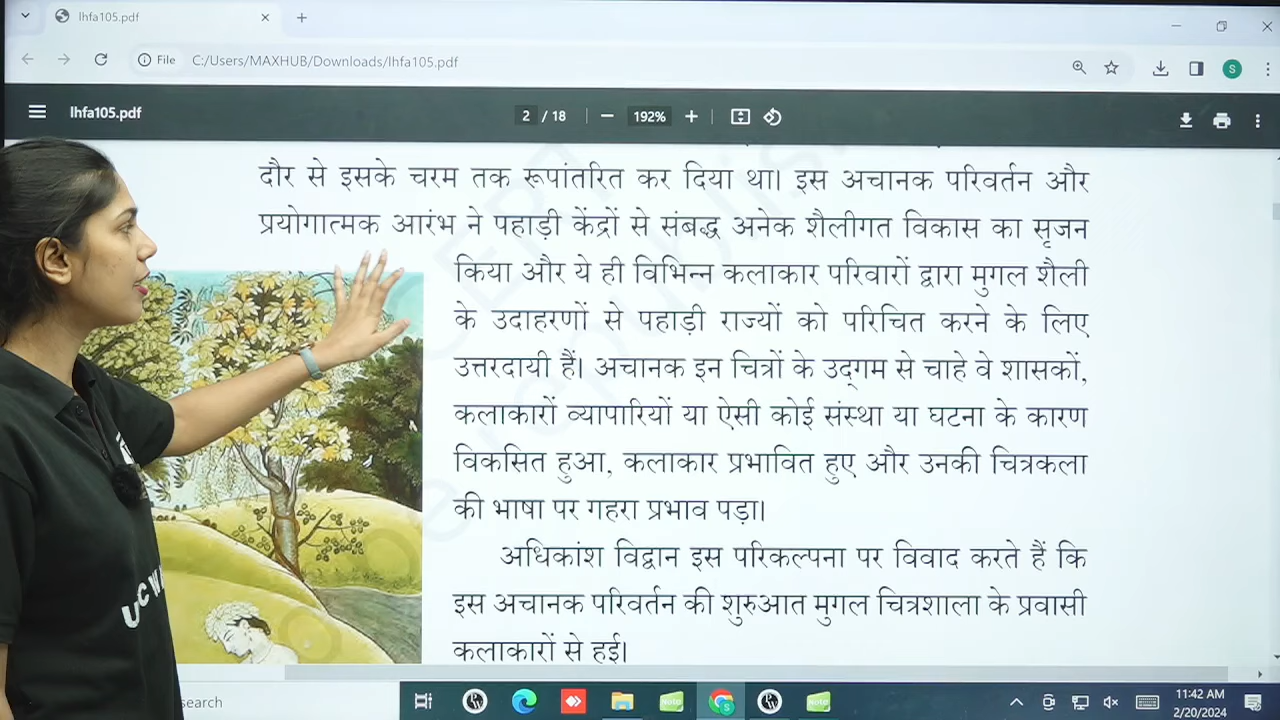 lhfa105.pdf
File C:/Users/MAXHUB/Downloads/lhfa105.pdf
S
lhfa105.pdf
2 / 18
192%
दौर से इसके चरम तक रूपांतरित कर दिया था। इस अचानक परिवर्तन और
प्रयोगात्मक आरंभ ने पहाड़ी केंद्रों से संबद्ध अनेक शैलीगत विकास का सृजन
किया और ये ही विभिन्न कलाकार परिवारों द्वारा मुगल शैली
के उदाहरणों से पहाड़ी राज्यों को परिचित करने के लिए
उत्तरदायी हैं। अचानक इन चित्रों के उद्‌गम से चाहे वे शासकों,
कलाकारों व्यापारियों या ऐसी कोई संस्था या घटना के कारण
विकसित हुआ, कलाकार प्रभावित हुए और उनकी चित्रकला
की भाषा पर गहरा प्रभाव पड़ा।
अधिकांश विद्वान इस परिकल्पना पर विवाद करते हैं कि
इस अचानक परिवर्तन की शुरुआत मुगल चित्रशाला के प्रवासी
कलाकारों से हुई।
search
11:42 AM
2/20/2024